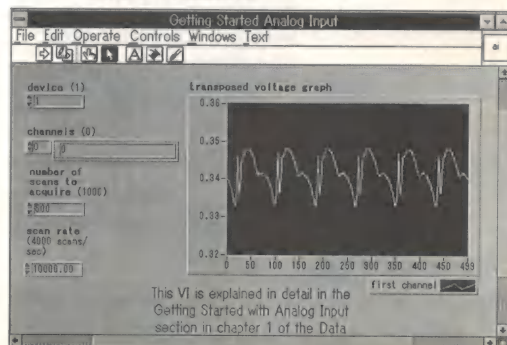 Getting Started Analog Input
File Edit Operate Controls Windows Text
ai
device (1)
1
channels (0)
0 0
number of
scans to
acquire (1000)
scan rate
(4000 scans/
sec)
10000.00
transposed voltage graph
0.36
0.35
0.34
0.33
0.32
0 50 100 150 200 250 300 350 400 450 499
first channel
This VI is explained in detail in the
Getting Started with Analog Input
section in chapter 1 of the Data